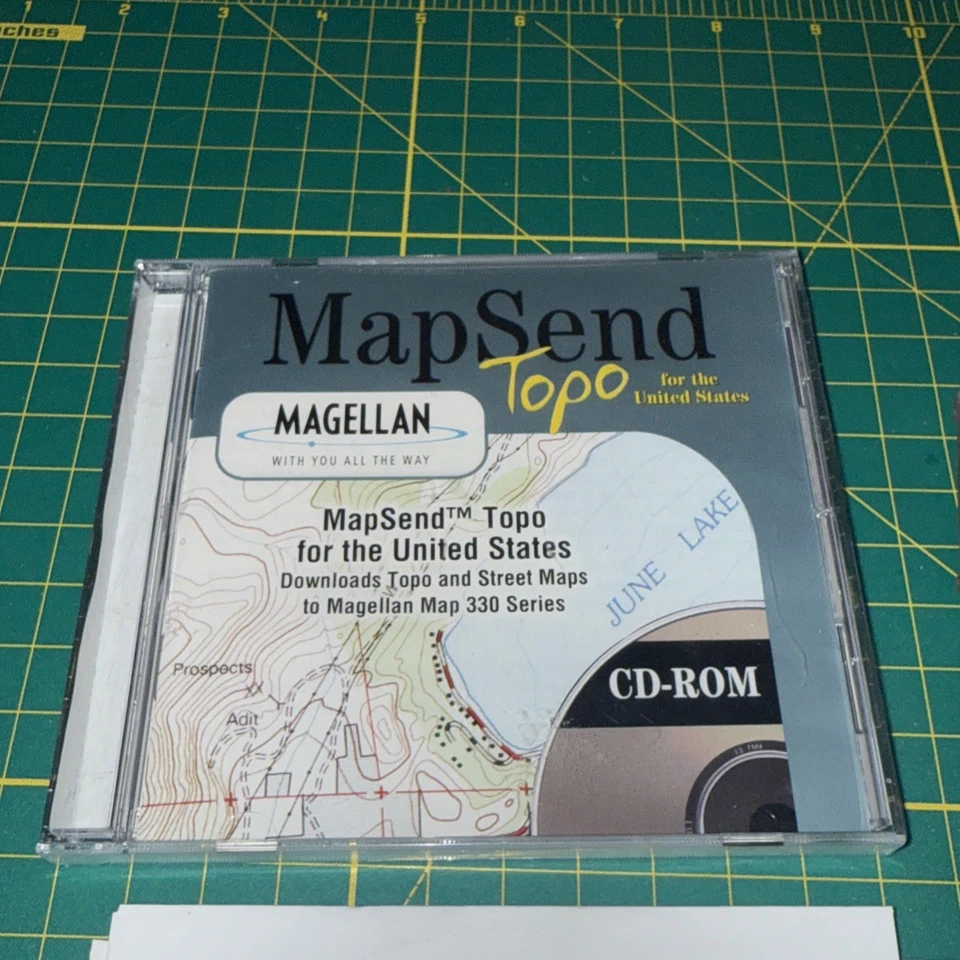 1 2 3 4 5 6 7 8 9 10
ches
MapSend
Topo
for the
United States
MAGELLAN
WITH YOU ALL THE WAY
MapSend™ Topo
for the United States
Downloads Topo and Street Maps
to Magellan Map 330 Series
JUNE LAKE
Prospects
XX
Adit
CD-ROM